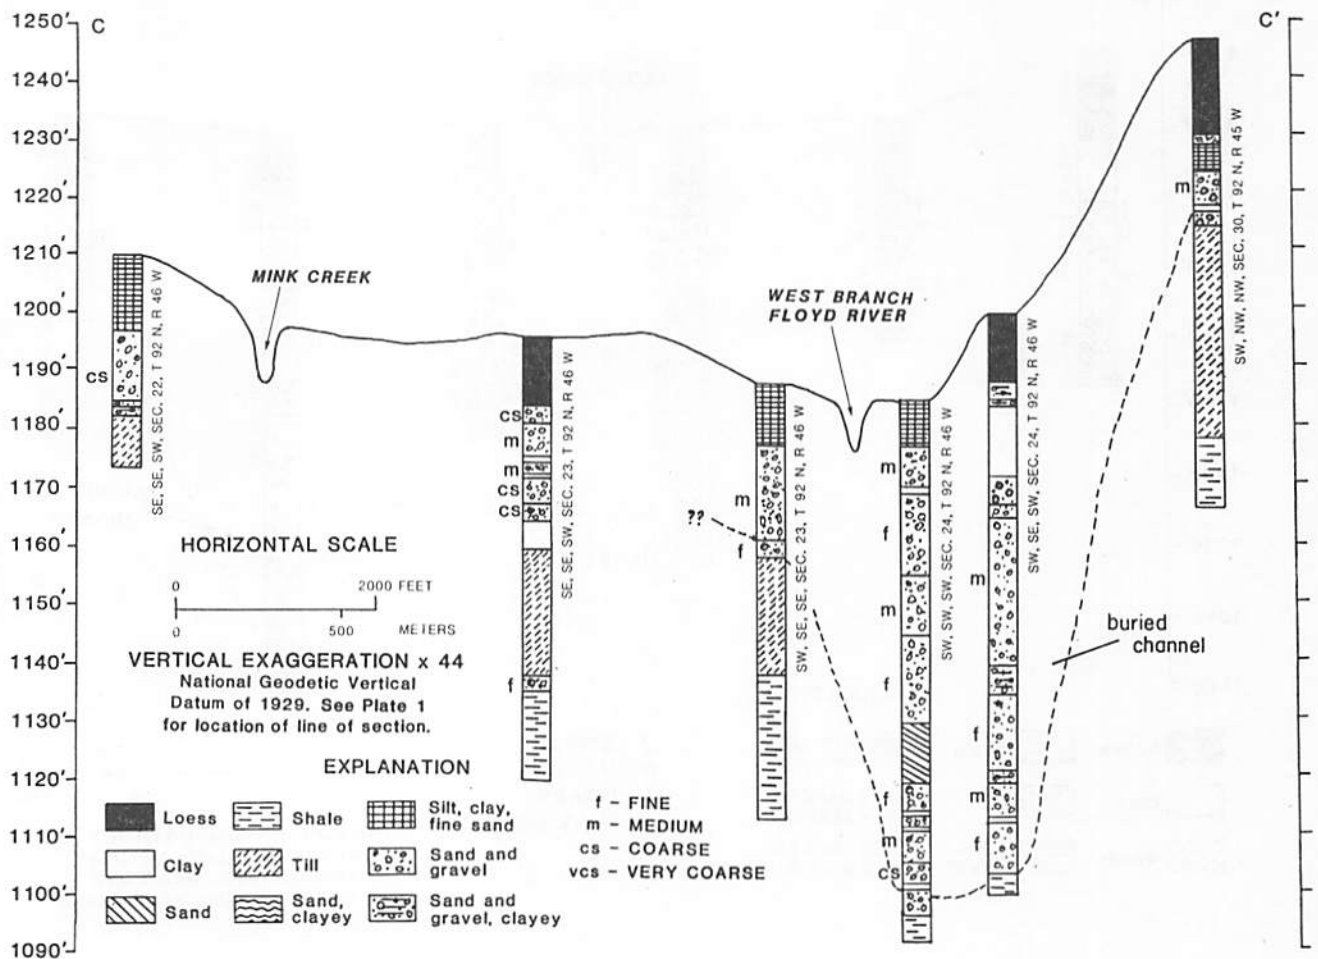 C
C'
1250'
1240'
1230'
1220'
1210'
1200'
1190'
1180'
1170'
1160'
1150'
1140'
1130'
1120'
1110'
1100'
1090'
MINK CREEK
WEST BRANCH
FLOYD RIVER
cs
SE, SE, SW, SEC. 22, T 92 N, R 46 W
cs
m
m
cs
cs
f
SE, SE, SW, SEC. 23, T 92 N, R 46 W
??
m
f
SW, SE, SE, SEC. 23, T 92 N, R 46 W
m
f
m
f
f
m
cs
SW, SW, SW, SEC. 24, T 92 N, R 46 W
m
f
m
f
SW, SE, SW, SEC. 24, T 92 N, R 46 W
m
SW, NW, NW, SEC. 30, T 92 N, R 45 W
buried
channel
HORIZONTAL SCALE
0 2000 FEET
0 500 METERS
VERTICAL EXAGGERATION x 44
National Geodetic Vertical
Datum of 1929. See Plate 1
for location of line of section.
EXPLANATION
Loess
Shale
Silt, clay,
fine sand
Clay
Till
Sand and
gravel
Sand
Sand,
clayey
Sand and
gravel, clayey
f - FINE
m - MEDIUM
cs - COARSE
vcs - VERY COARSE